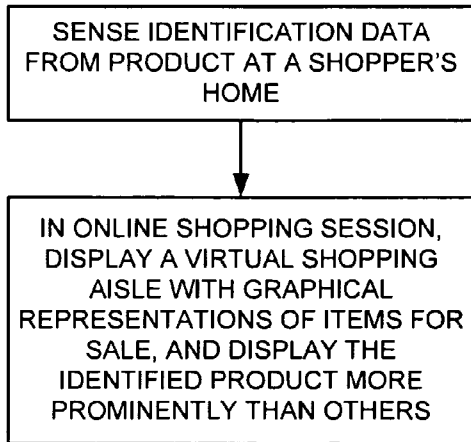 SENSE IDENTIFICATION DATA
FROM PRODUCT AT A SHOPPER'S
HOME
IN ONLINE SHOPPING SESSION,
DISPLAY A VIRTUAL SHOPPING
AISLE WITH GRAPHICAL
REPRESENTATIONS OF ITEMS FOR
SALE, AND DISPLAY THE
IDENTIFIED PRODUCT MORE
PROMINENTLY THAN OTHERS